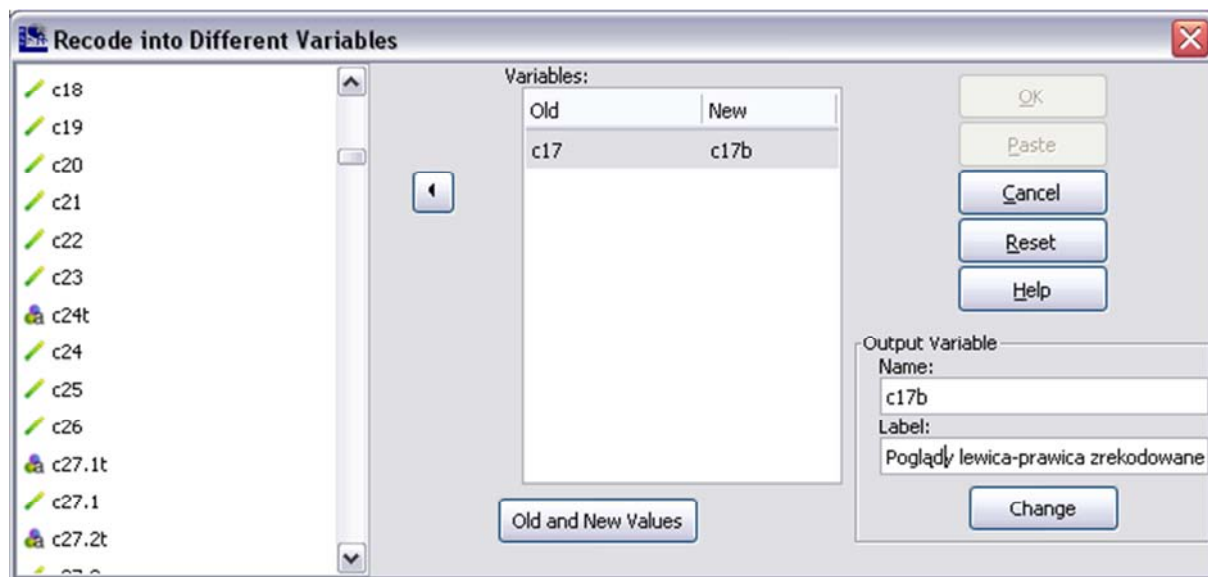 Recode into Different Variables
c18
c19
c20
c21
c22
c23
c24t
c24
c25
c26
c27.1t
c27.1
c27.2t
Variables:
Old New
c17 c17b
Old and New Values
OK
Paste
Cancel
Reset
Help
Output Variable
Name:
c17b
Label:
Poglądy lewica-prawica zrekodowane
Change